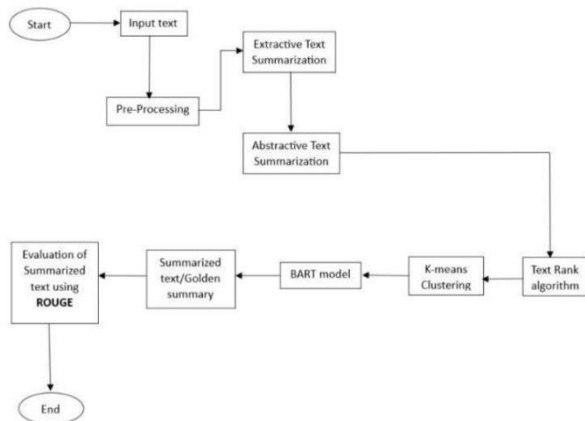 Start
Input text
Pre-Processing
Extractive Text
Summarization
Abstractive Text
Summarization
Text Rank
algorithm
K-means
Clustering
BART model
Summarized
text/Golden
summary
Evaluation of
Summarized
text using
ROUGE
End